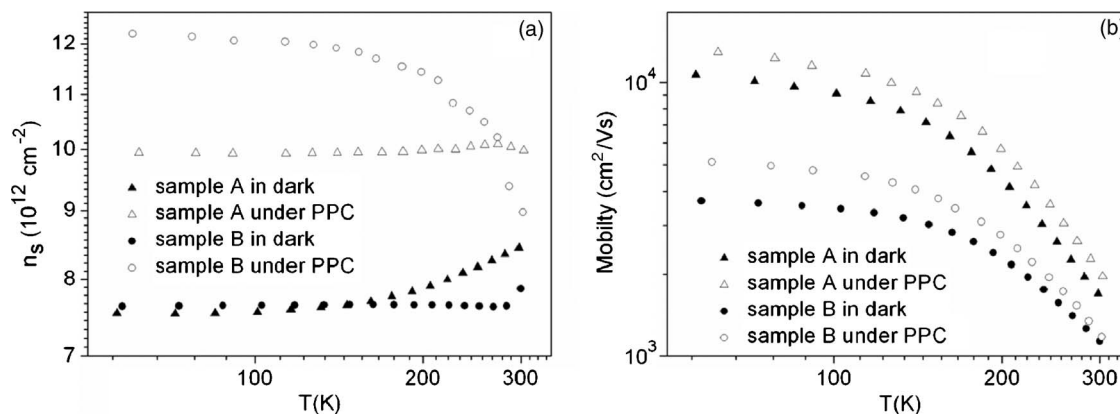 (a)
12
11
10
9
8
7
n_s (10^12 cm^-2)
sample A in dark
sample A under PPC
sample B in dark
sample B under PPC
100
200
300
T(K)
(b)
10^4
10^3
Mobilty (cm^2/Vs)
sample A in dark
sample A under PPC
sample B in dark
sample B under PPC
100
200
300
T(K)